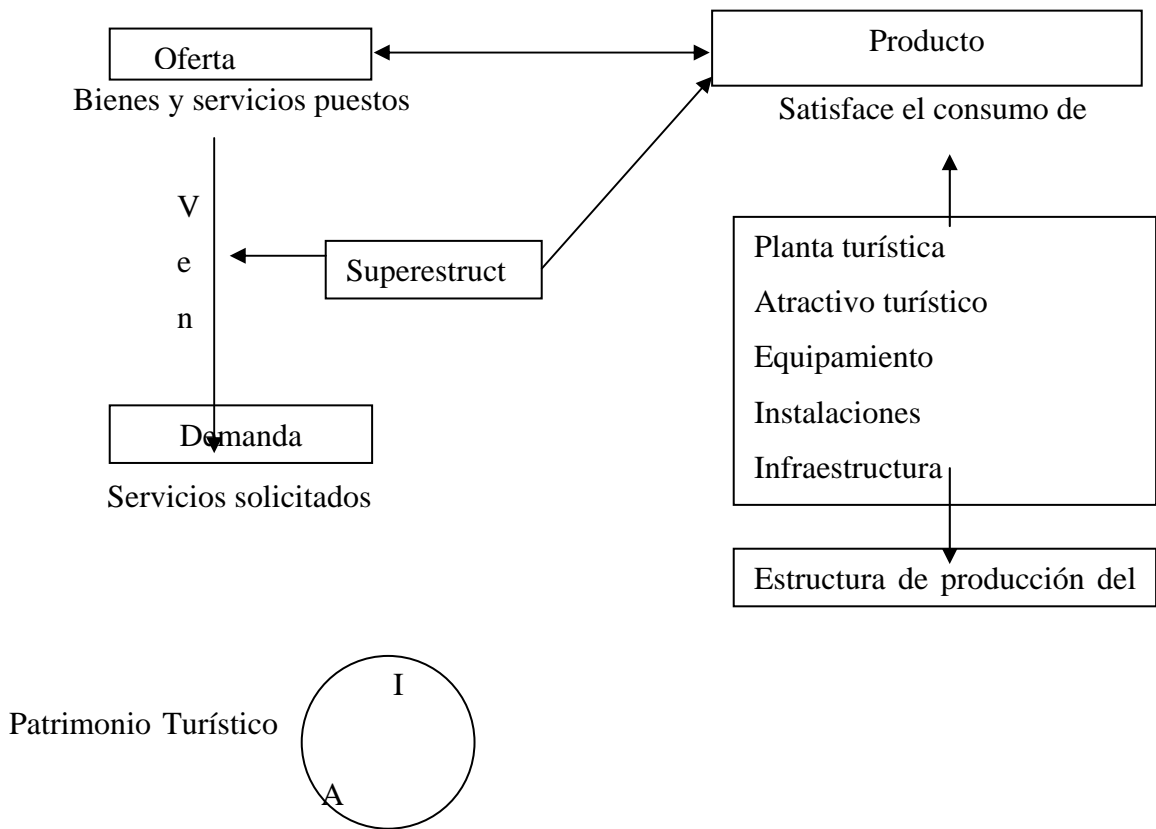 Oferta
Producto
Bienes y servicios puestos
Satisface el consumo de
V
e
n
Superestruct
Planta turística
Atractivo turístico
Equipamiento
Instalaciones
Infraestructura
Demanda
Servicios solicitados
Estructura de producción del
I
Patrimonio Turístico
A